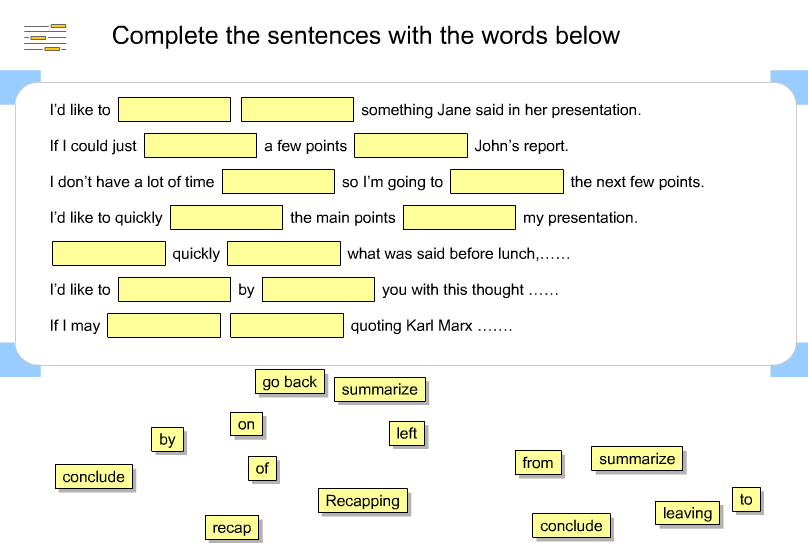 Complete the sentences with the words below
I'd like to something Jane said in her presentation.
If I could just a few points John's report.
I don't have a lot of time so I'm going to the next few points.
I'd like to quickly the main points my presentation.
quickly what was said before lunch,……
I'd like to by you with this thought ……
If I may quoting Karl Marx …….
go back
summarize
on
left
by
of
from
summarize
conclude
Recapping
to
leaving
recap
conclude